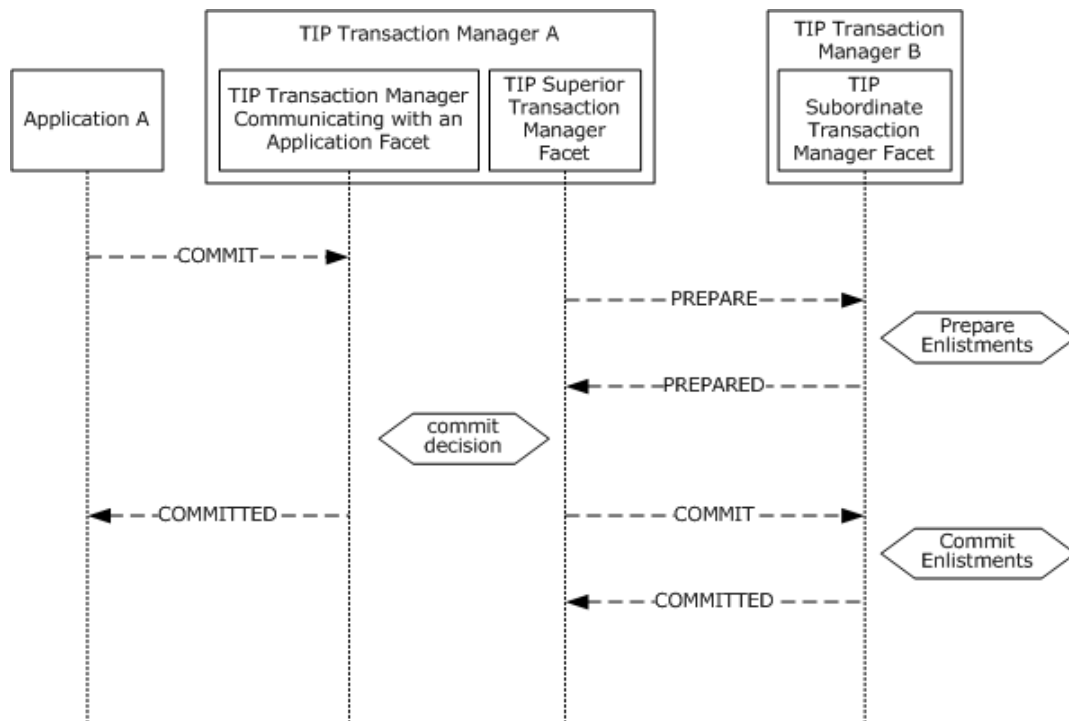 TIP Transaction Manager A
TIP Transaction
Manager B
Application A
TIP Transaction Manager
Communicating with an
Application Facet
TIP Superior
Transaction
Manager
Facet
TIP
Subordinate
Transaction
Manager Facet
COMMIT
PREPARE
Prepare
Enlistments
PREPARED
commit
decision
COMMITTED
COMMIT
Commit
Enlistments
COMMITTED